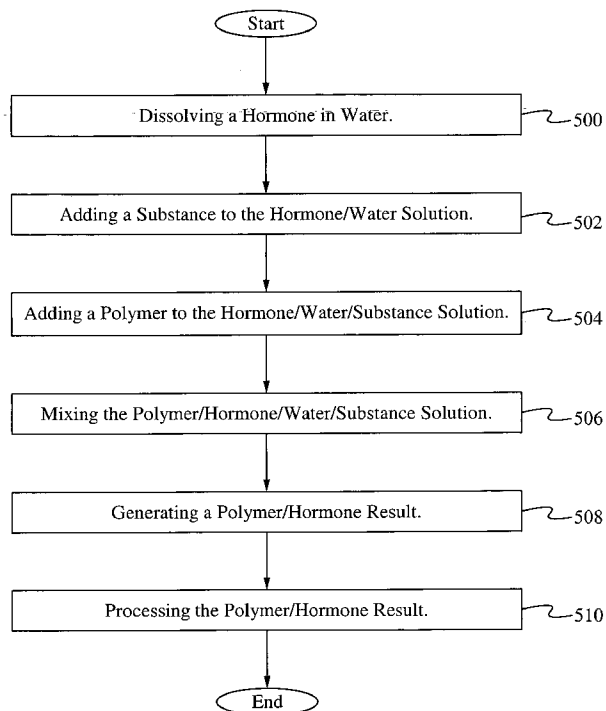 Start
Dissolving a Hormone in Water.
500
Adding a Substance to the Hormone/Water Solution.
502
Adding a Polymer to the Hormone/Water/Substance Solution.
504
Mixing the Polymer/Hormone/Water/Substance Solution.
506
Generating a Polymer/Hormone Result.
508
Processing the Polymer/Hormone Result.
510
End